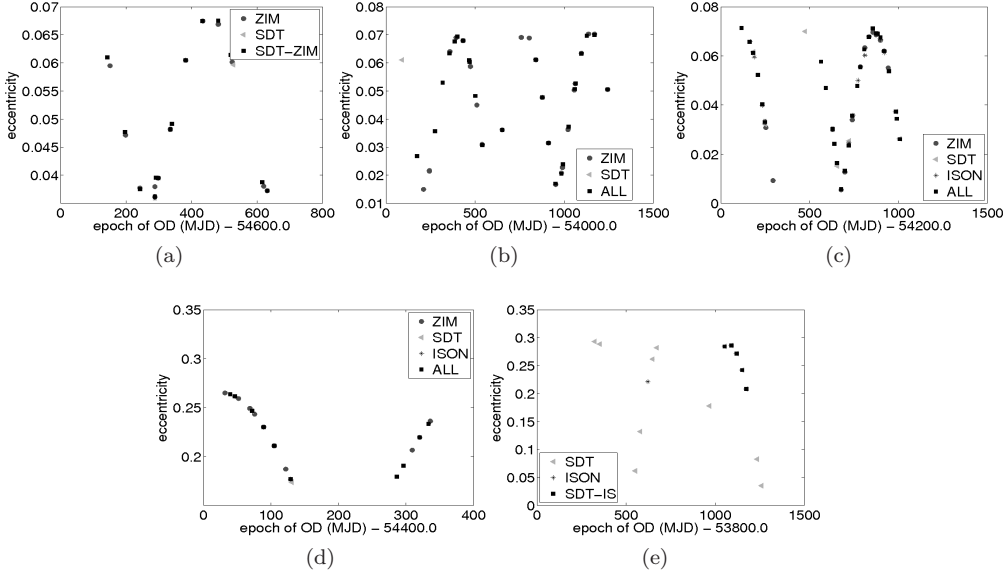 0.07
0.065
0.06
0.055
0.05
0.045
0.04
eccentricity
ZIM
SDT
SDT-ZIM
0 200 400 600 800
epoch of OD (MJD) - 54600.0
(a)
0.08
0.07
0.06
0.05
0.04
0.03
0.02
0.01
eccentricity
ZIM
SDT
ALL
0 500 1000 1500
epoch of OD (MJD) - 54000.0
(b)
0.08
0.06
0.04
0.02
0
eccentricity
ZIM
SDT
ISON
ALL
0 500 1000 1500
epoch of OD (MJD) - 54200.0
(c)
0.35
0.3
0.25
0.2
eccentricity
ZIM
SDT
ISON
ALL
0 100 200 300 400
epoch of OD (MJD) - 54400.0
(d)
0.35
0.3
0.25
0.2
0.15
0.1
0.05
0
eccentricity
SDT
ISON
SDT-IS
0 500 1000 1500
epoch of OD (MJD) - 53800.0
(e)